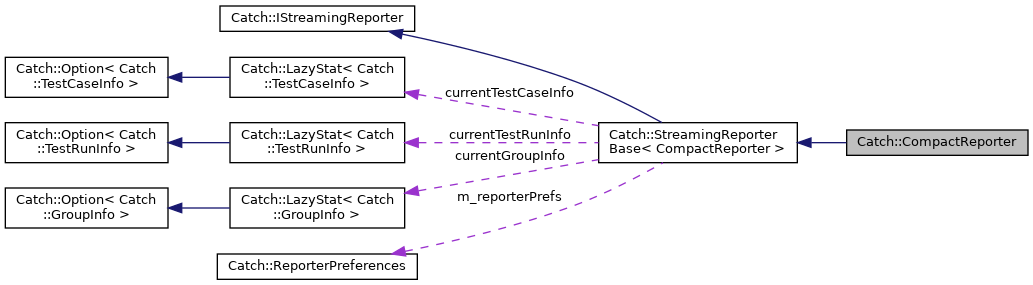 Catch::IStreamingReporter
Catch::Option< Catch
::TestCaseInfo >
Catch::LazyStat< Catch
::TestCaseInfo >
currentTestCaseInfo
Catch::Option< Catch
::TestRunInfo >
Catch::LazyStat< Catch
::TestRunInfo >
currentTestRunInfo
Catch::StreamingReporter
Base< CompactReporter >
Catch::CompactReporter
currentGroupInfo
Catch::Option< Catch
::GroupInfo >
Catch::LazyStat< Catch
::GroupInfo >
m_reporterPrefs
Catch::ReporterPreferences